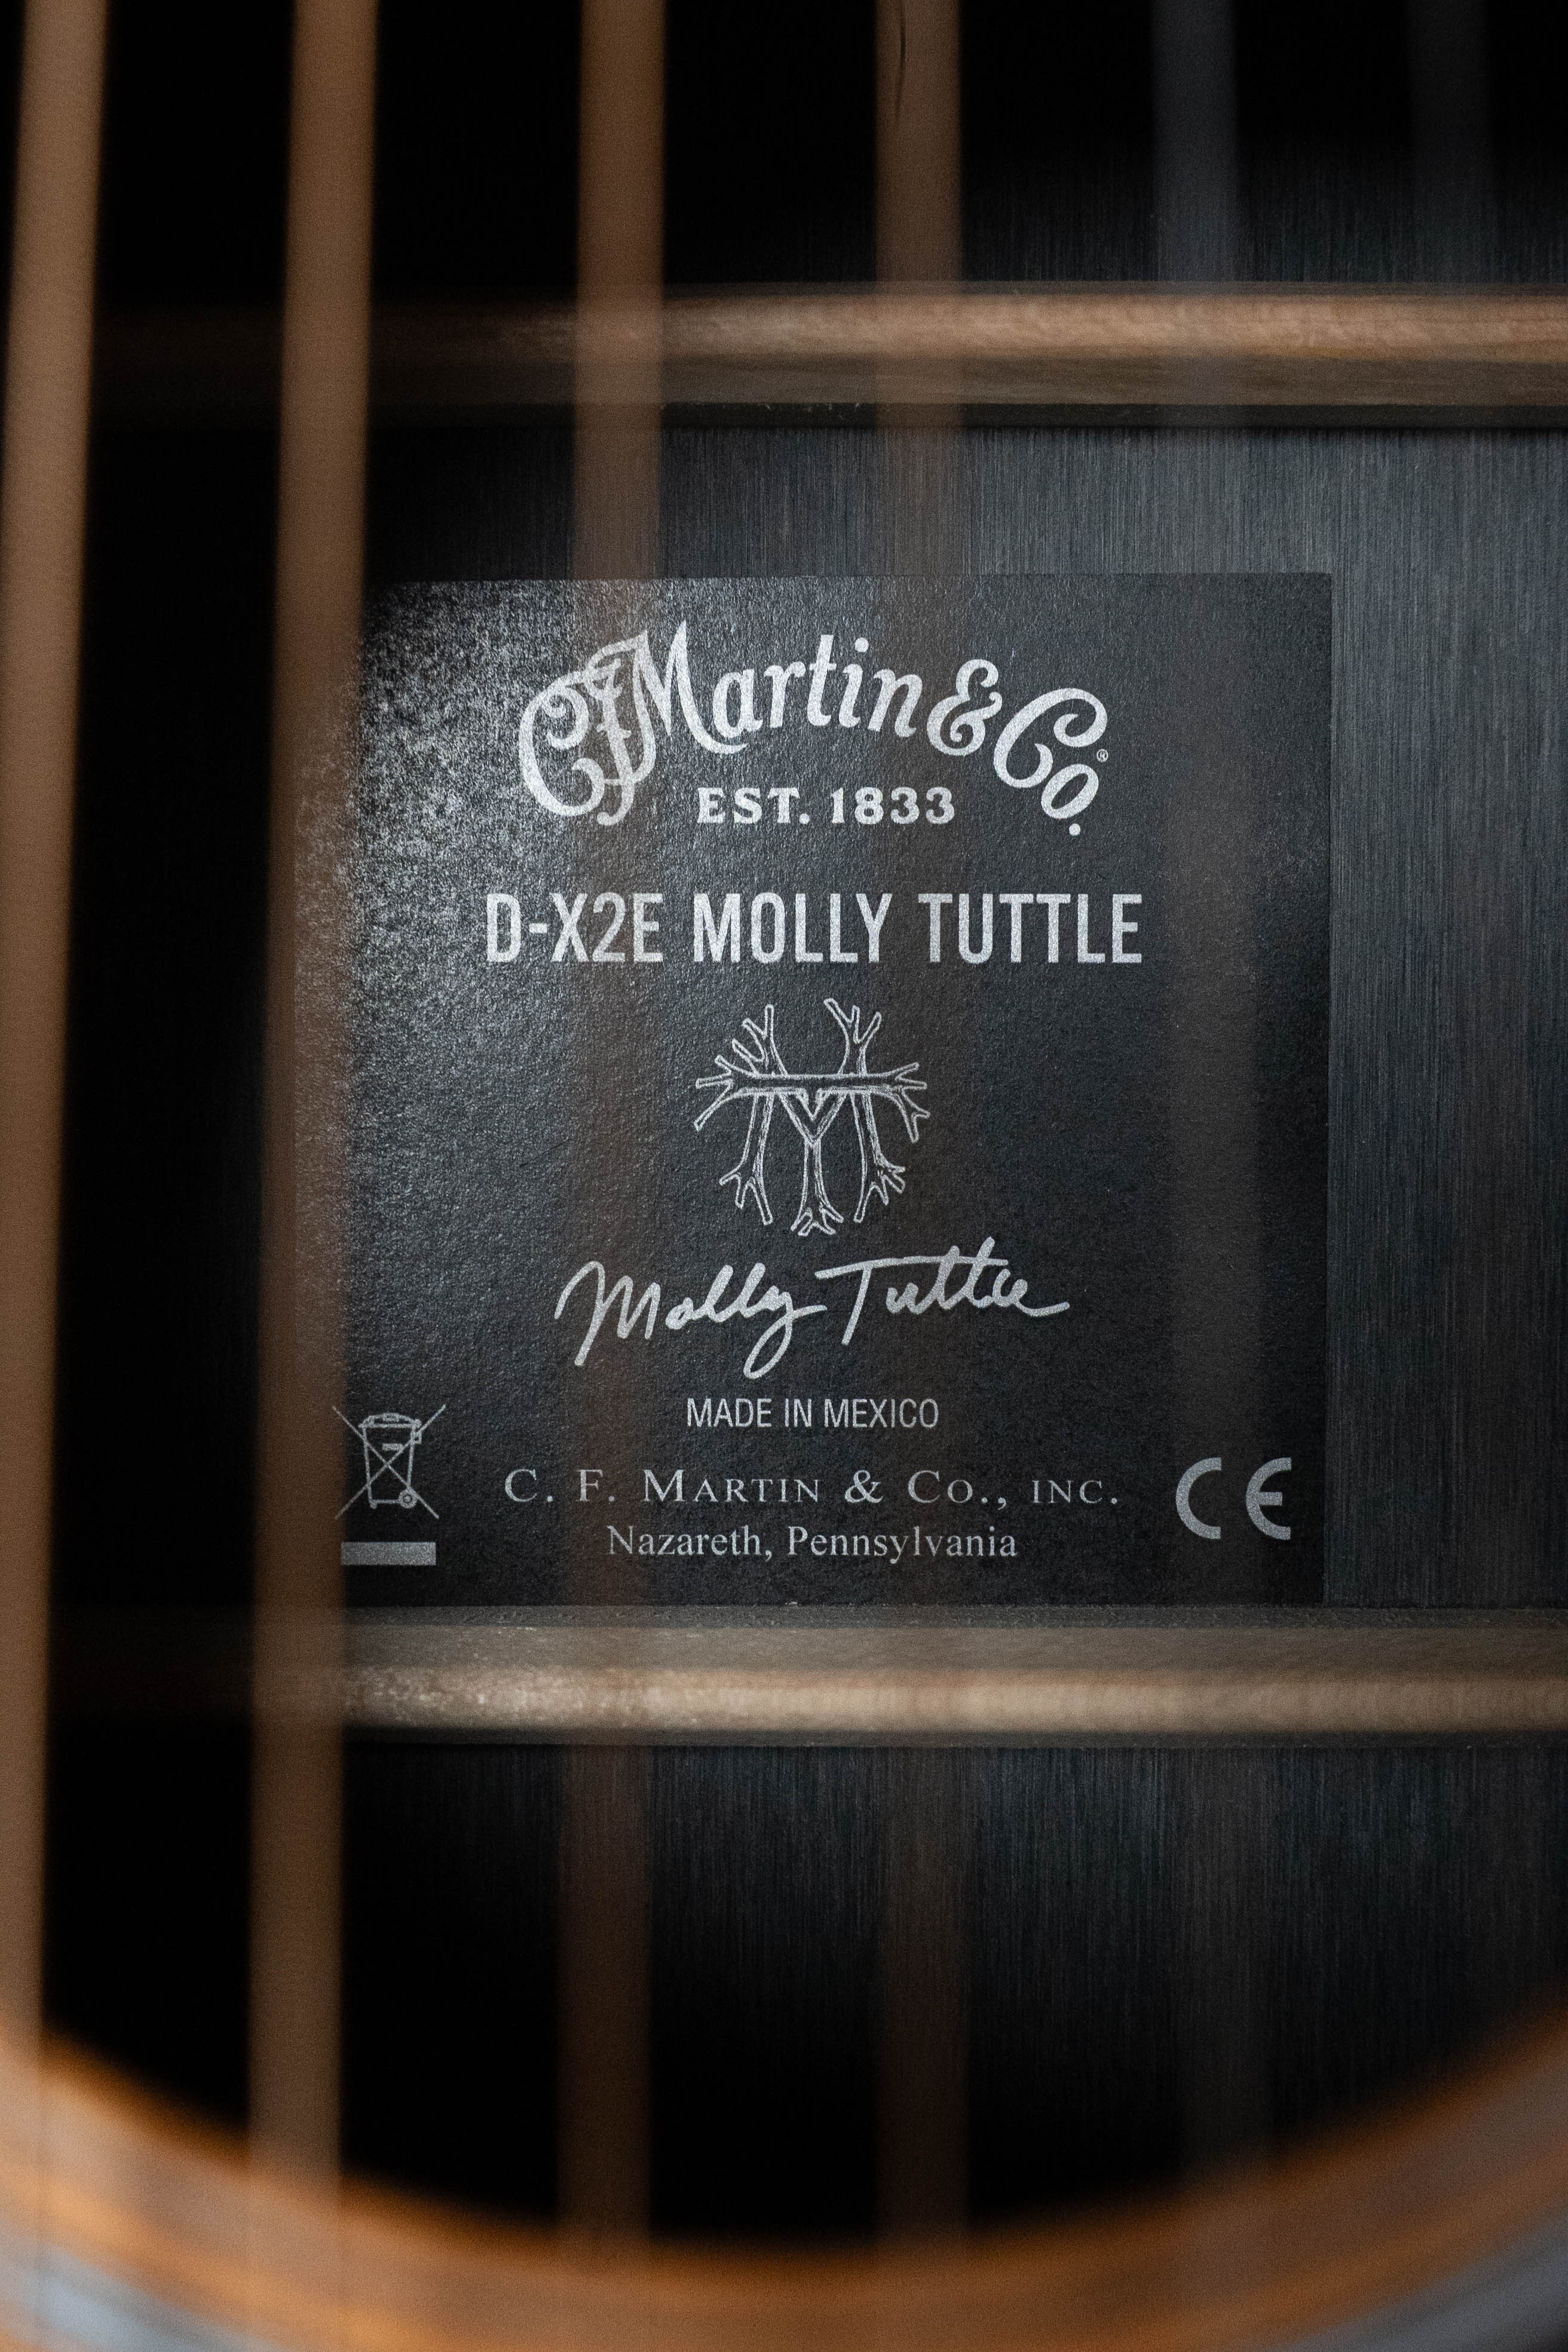 CFMartin & Co.®
EST. 1833
D-X2E MOLLY TUTTLE
Molly Tuttle
MADE IN MEXICO
C. F. MARTIN & CO., INC.
Nazareth, Pennsylvania
CE